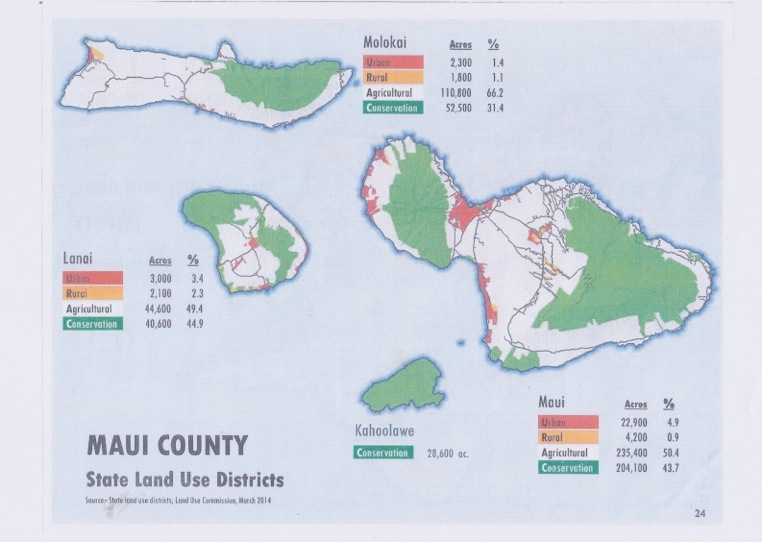 Molokai Acres %
Urban 2,300 1.4
Rural 1,800 1.1
Agricultural 110,800 66.2
Conservation 52,500 31.4
Lanai Acres %
Urban 3,000 3.4
Rural 2,100 2.3
Agricultural 44,600 49.4
Conservation 40,600 44.9
Kahoolawe
Conservation 28,600 ac.
Maui Acres %
Urban 22,900 4.9
Rural 4,200 0.9
Agricultural 235,400 50.4
Conservation 204,100 43.7
MAUI COUNTY
State Land Use Districts
Source:- State land use districts, Land Use Commission, March 2014
24